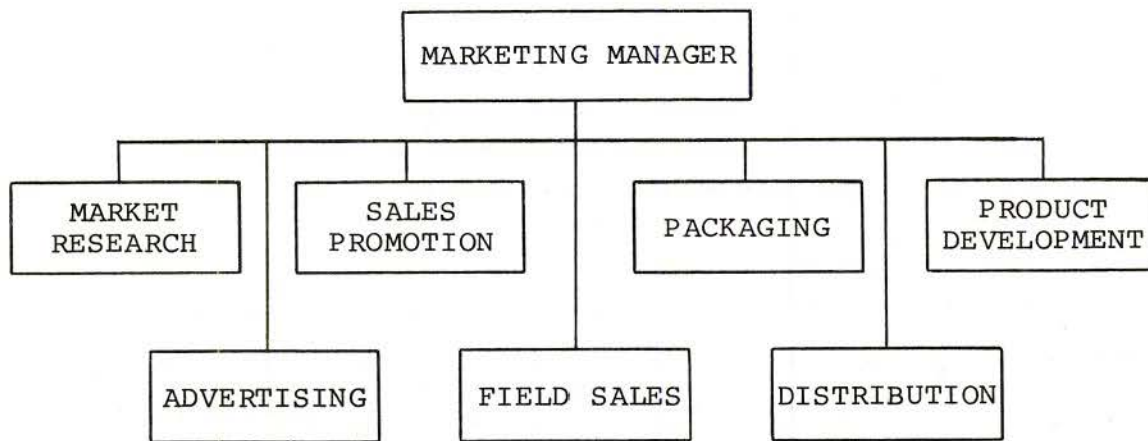 MARKETING MANAGER
MARKET
RESEARCH
SALES
PROMOTION
PACKAGING
PRODUCT
DEVELOPMENT
ADVERTISING
FIELD SALES
DISTRIBUTION